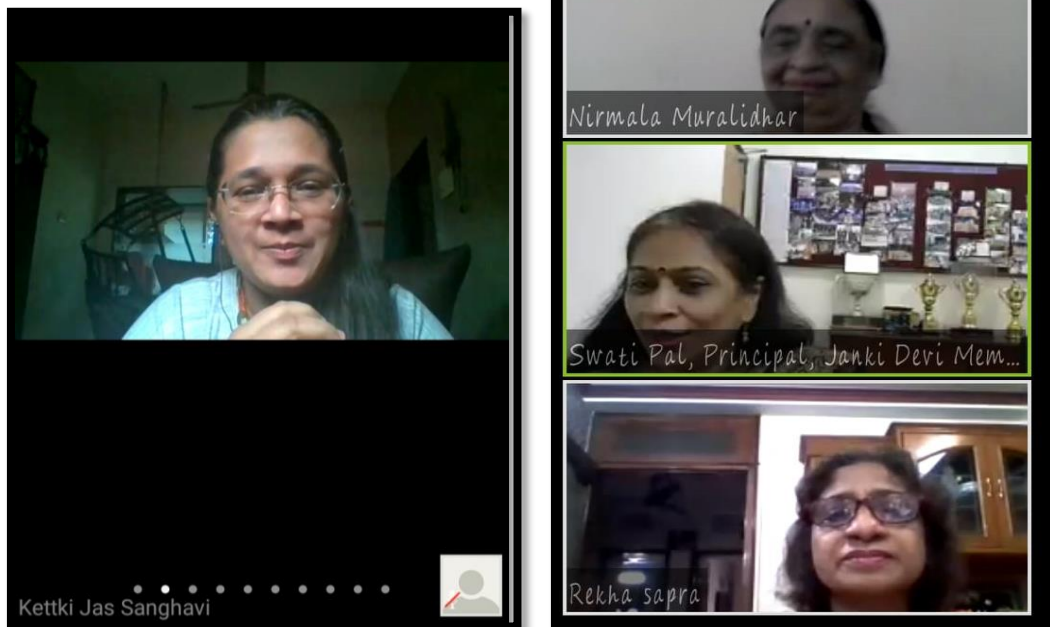 Kettki Jas Sanghavi
Nirmala Muralidhar
Swati Pal, Principal, Janki Devi Mem...
Rekha sapra